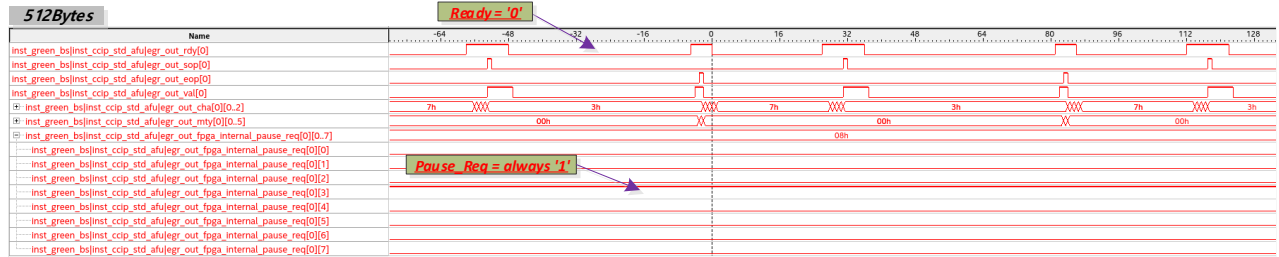 512Bytes
Ready = '0'
Name
-64 -48 -32 -16 0 16 32 48 64 80 96 112 128
inst_green_bs|inst_ccip_std_afu|egr_out_rdy[0]
inst_green_bs|inst_ccip_std_afu|egr_out_sop[0]
inst_green_bs|inst_ccip_std_afu|egr_out_eop[0]
inst_green_bs|inst_ccip_std_afu|egr_out_val[0]
inst_green_bs|inst_ccip_std_afu|egr_out_cha[0][0..2] 7h 3h 7h 3h 7h 3h
inst_green_bs|inst_ccip_std_afu|egr_out_mty[0][0..5] 00h 00h 00h
inst_green_bs|inst_ccip_std_afu|egr_out_fpga_internal_pause_req[0][0..7] 08h
inst_green_bs|inst_ccip_std_afu|egr_out_fpga_internal_pause_req[0][0]
inst_green_bs|inst_ccip_std_afu|egr_out_fpga_internal_pause_req[0][1]
Pause_Req = always '1'
inst_green_bs|inst_ccip_std_afu|egr_out_fpga_internal_pause_req[0][2]
inst_green_bs|inst_ccip_std_afu|egr_out_fpga_internal_pause_req[0][3]
inst_green_bs|inst_ccip_std_afu|egr_out_fpga_internal_pause_req[0][4]
inst_green_bs|inst_ccip_std_afu|egr_out_fpga_internal_pause_req[0][5]
inst_green_bs|inst_ccip_std_afu|egr_out_fpga_internal_pause_req[0][6]
inst_green_bs|inst_ccip_std_afu|egr_out_fpga_internal_pause_req[0][7]